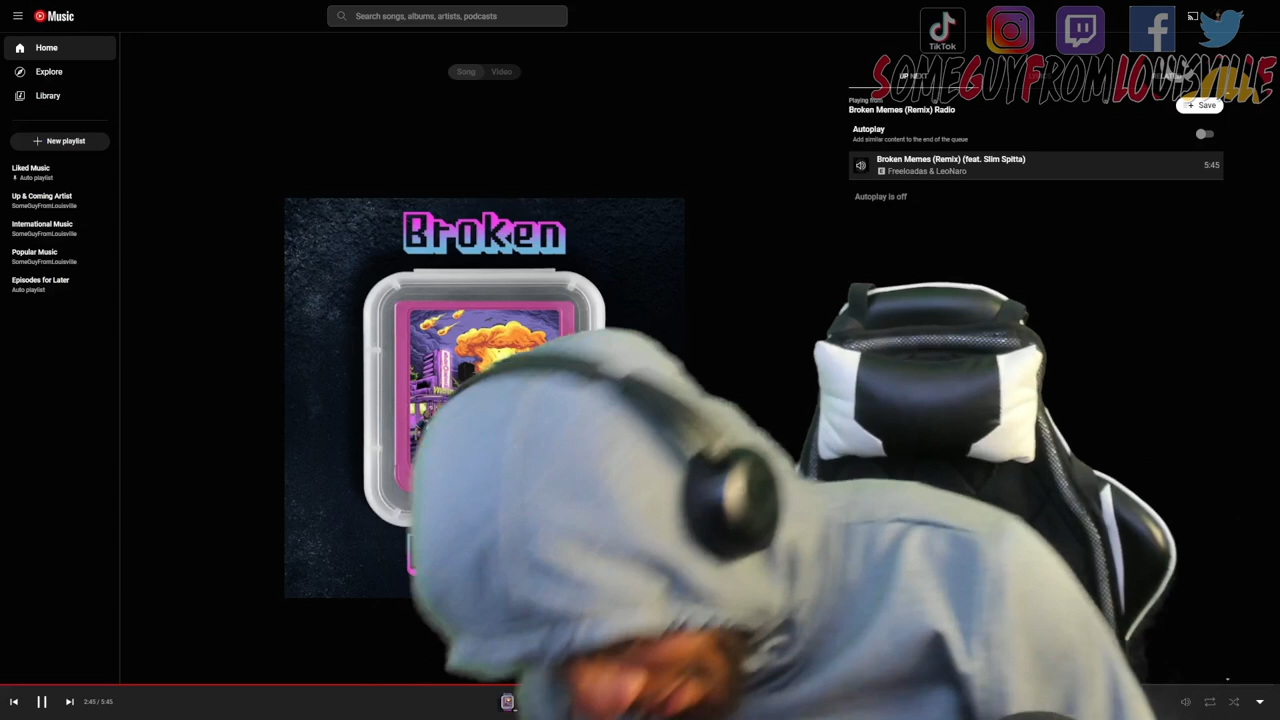 Music
Search songs, albums, artists, podcasts
TikTok
SOMEGUYFROMLOUISVILLE
Home
Explore
Library
New playlist
Liked Music
Auto playlist
Up & Coming Artist
SomeGuyFromLouisville
International Music
SomeGuyFromLouisville
Popular Music
SomeGuyFromLouisville
Episodes for Later
Auto playlist
Song Video
UP NEXT
Playing from
Broken Memes (Remix) Radio
Save
Autoplay
Add similar content to the end of the queue
Broken Memes (Remix) (feat. Slim Spitta)
E Freeloadas & LeoNaro
5:45
Autoplay is off
Broken
2:45 / 5:45